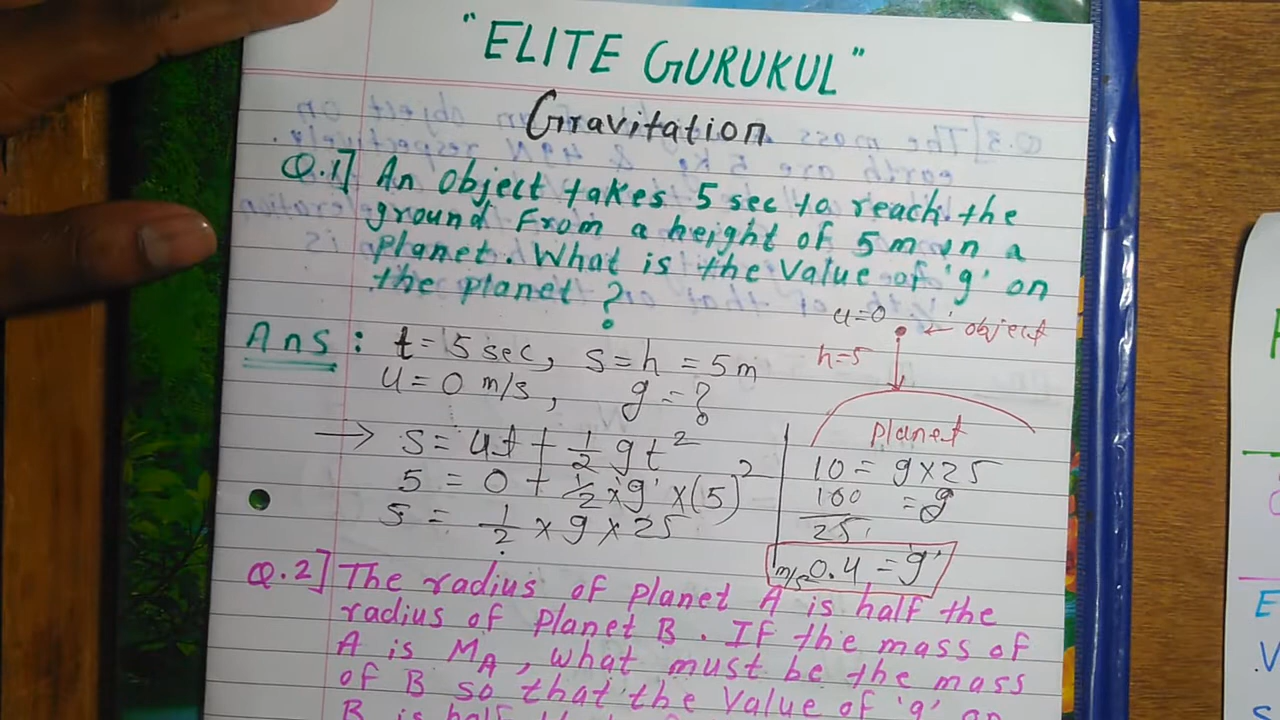 "ELITE GURUKUL"
Gravitation
Q.1] An object takes 5 sec to reach the
ground From a height of 5 m in a
planet. What is the Value of 'g' on
the planet ?
u=0
← object
h=5
planet
Ans : t = 5 sec, s = h = 5 m
u = 0 m/s, g = ?
→ s = ut + 1/2 gt²
5 = 0 + 1/2 × g × (5)²
5 = 1/2 × g × 25
10 = g × 25
= g
25
m/s 0.4 = g
Q.2] The radius of planet A is half the
radius of planet B. If the mass of
A is MA, what must be the mass
of B so that the Value of 'g' on
B is half
E
V